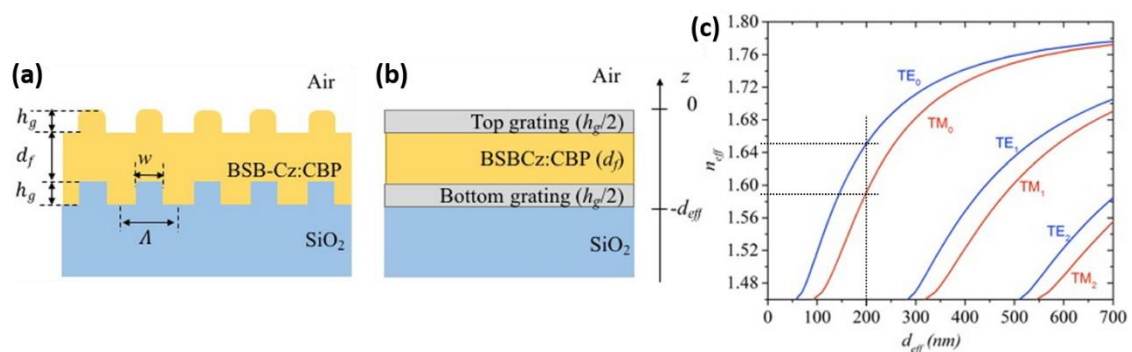 (a)
Air
h_g
d_f
w
BSB-Cz:CBP
h_g
Λ
SiO₂
(b)
Air
z
0
Top grating (h_g/2)
BSBCz:CBP (d_f)
Bottom grating (h_g/2)
-d_eff
SiO₂
(c)
1.80
1.76
1.72
1.68
1.64
1.60
1.56
1.52
1.48
n_eff
TE₀
TM₀
TE₁
TM₁
TE₂
TM₂
0 100 200 300 400 500 600 700
d_eff (nm)